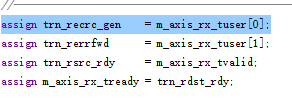 //
assign trn_recrc_gen = m_axis_rx_tuser[0];
assign trn_rerrfwd = m_axis_rx_tuser[1];
assign trn_rsrc_rdy = m_axis_rx_tvalid;
assign m_axis_rx_tready = trn_rdst_rdy;